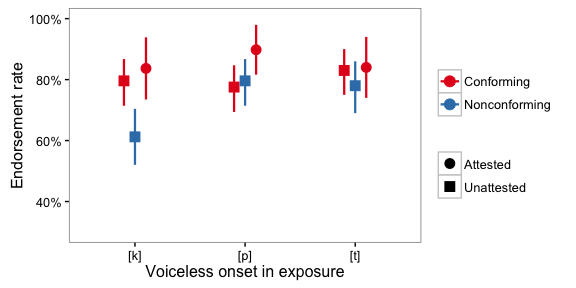 100%
80%
60%
40%
Endorsement rate
[k]
[p]
[t]
Voiceless onset in exposure
Conforming
Nonconforming
Attested
Unattested